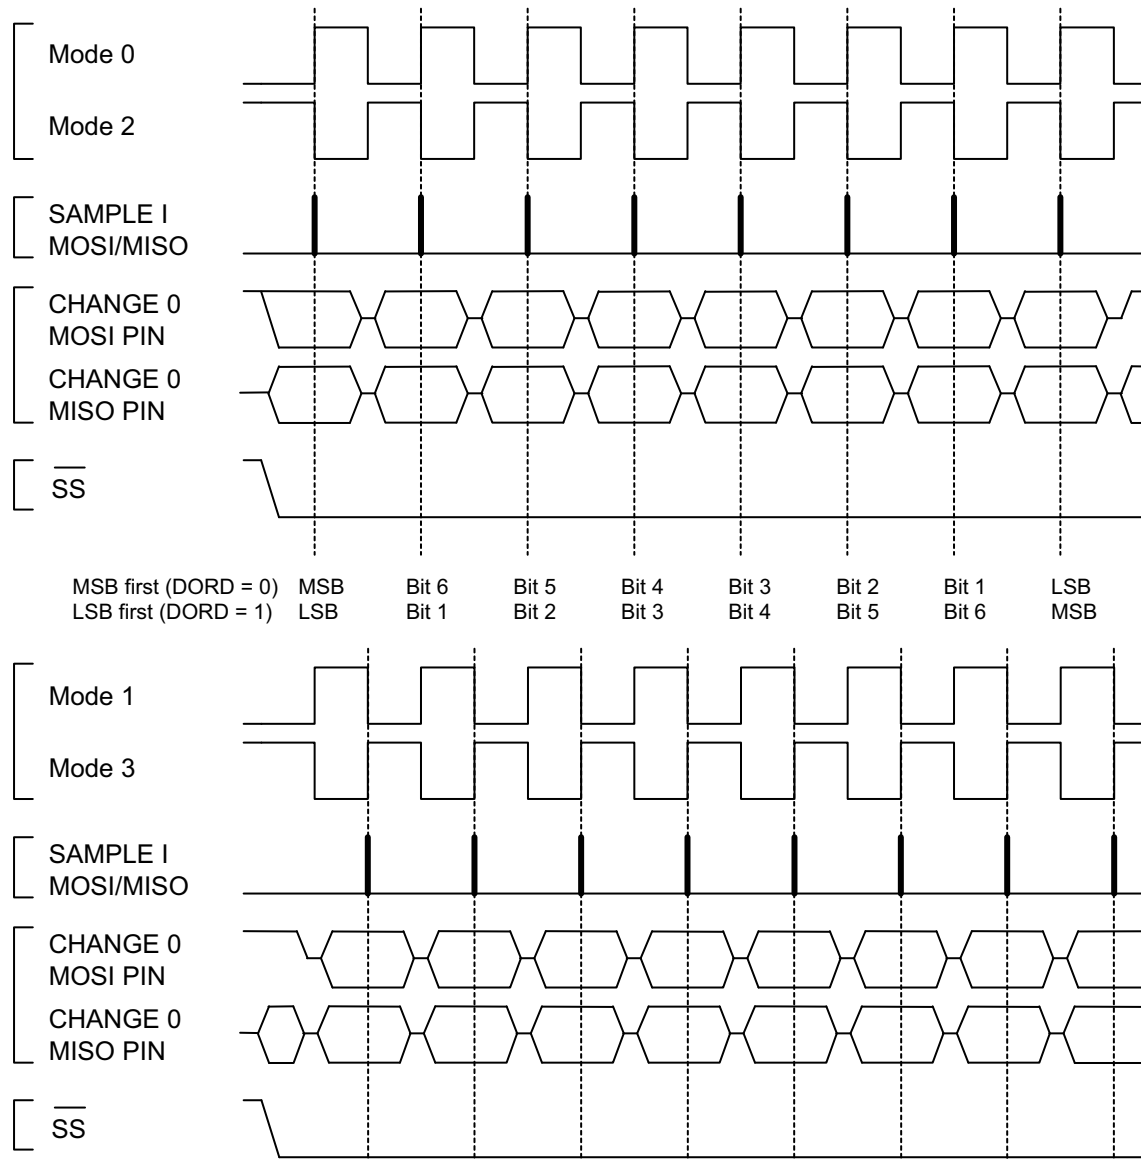 Mode 0
Mode 2
SAMPLE I
MOSI/MISO
CHANGE 0
MOSI PIN
CHANGE 0
MISO PIN
SS
MSB first (DORD = 0) MSB Bit 6 Bit 5 Bit 4 Bit 3 Bit 2 Bit 1 LSB
LSB first (DORD = 1) LSB Bit 1 Bit 2 Bit 3 Bit 4 Bit 5 Bit 6 MSB
Mode 1
Mode 3
SAMPLE I
MOSI/MISO
CHANGE 0
MOSI PIN
CHANGE 0
MISO PIN
SS